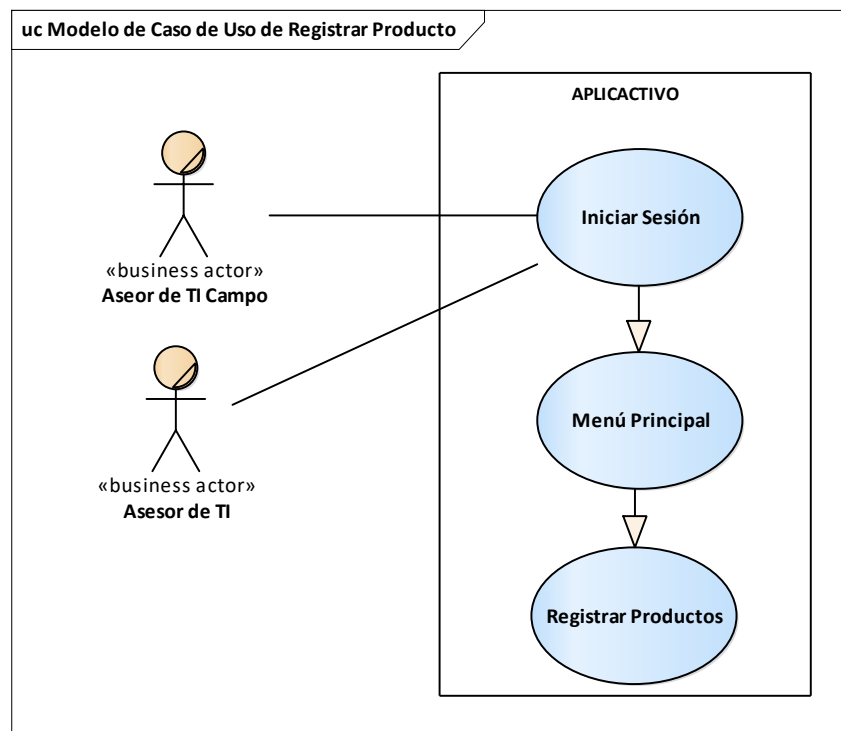 uc Modelo de Caso de Uso de Registrar Producto
APLICACTIVO
Iniciar Sesión
«business actor»
Aseor de TI Campo
Menú Principal
«business actor»
Asesor de TI
Registrar Productos